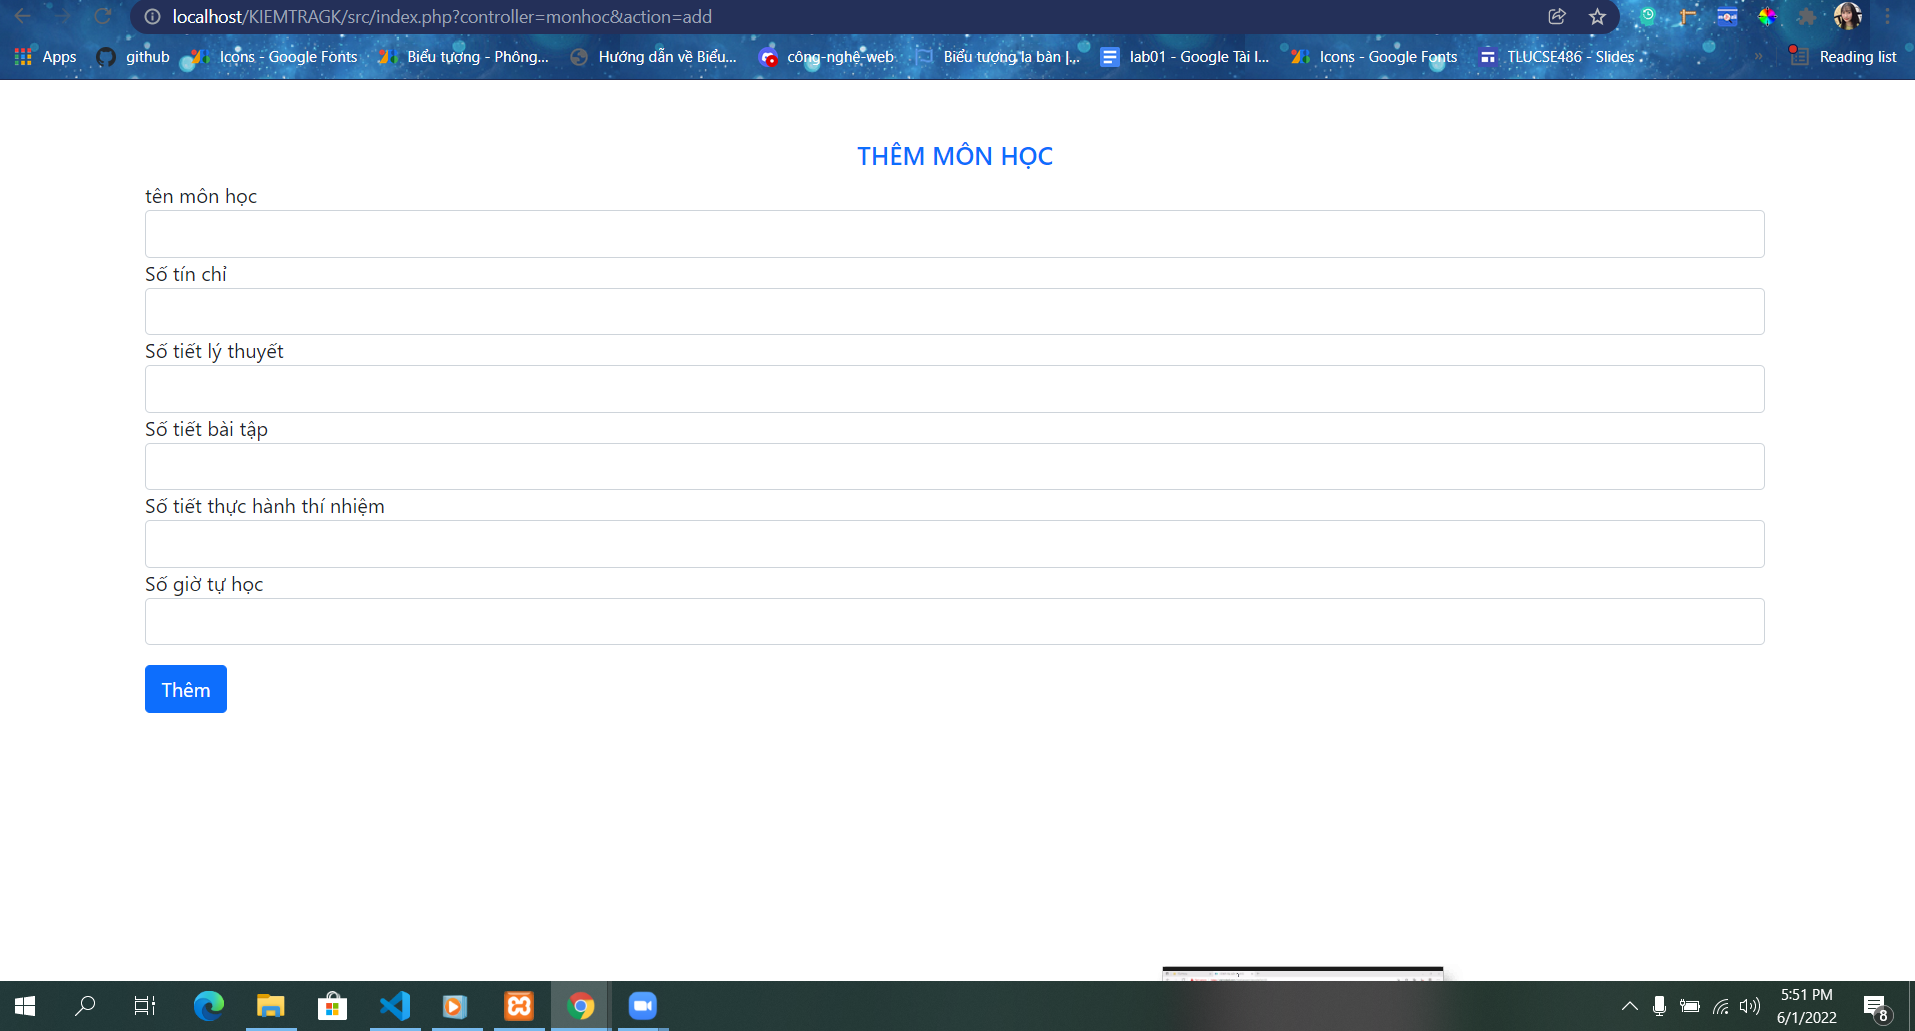 localhost/KIEMTRAGK/src/index.php?controller=monhoc&action=add
Apps github Icons - Google Fonts Biểu tượng - Phông... Hướng dẫn về Biểu... công-nghệ-web Biểu tượng la bàn |... lab01 - Google Tài l... Icons - Google Fonts TLUCSE486 - Slides » Reading list
THÊM MÔN HỌC
tên môn học
Số tín chỉ
Số tiết lý thuyết
Số tiết bài tập
Số tiết thực hành thí nhiệm
Số giờ tự học
Thêm
5:51 PM
6/1/2022
8